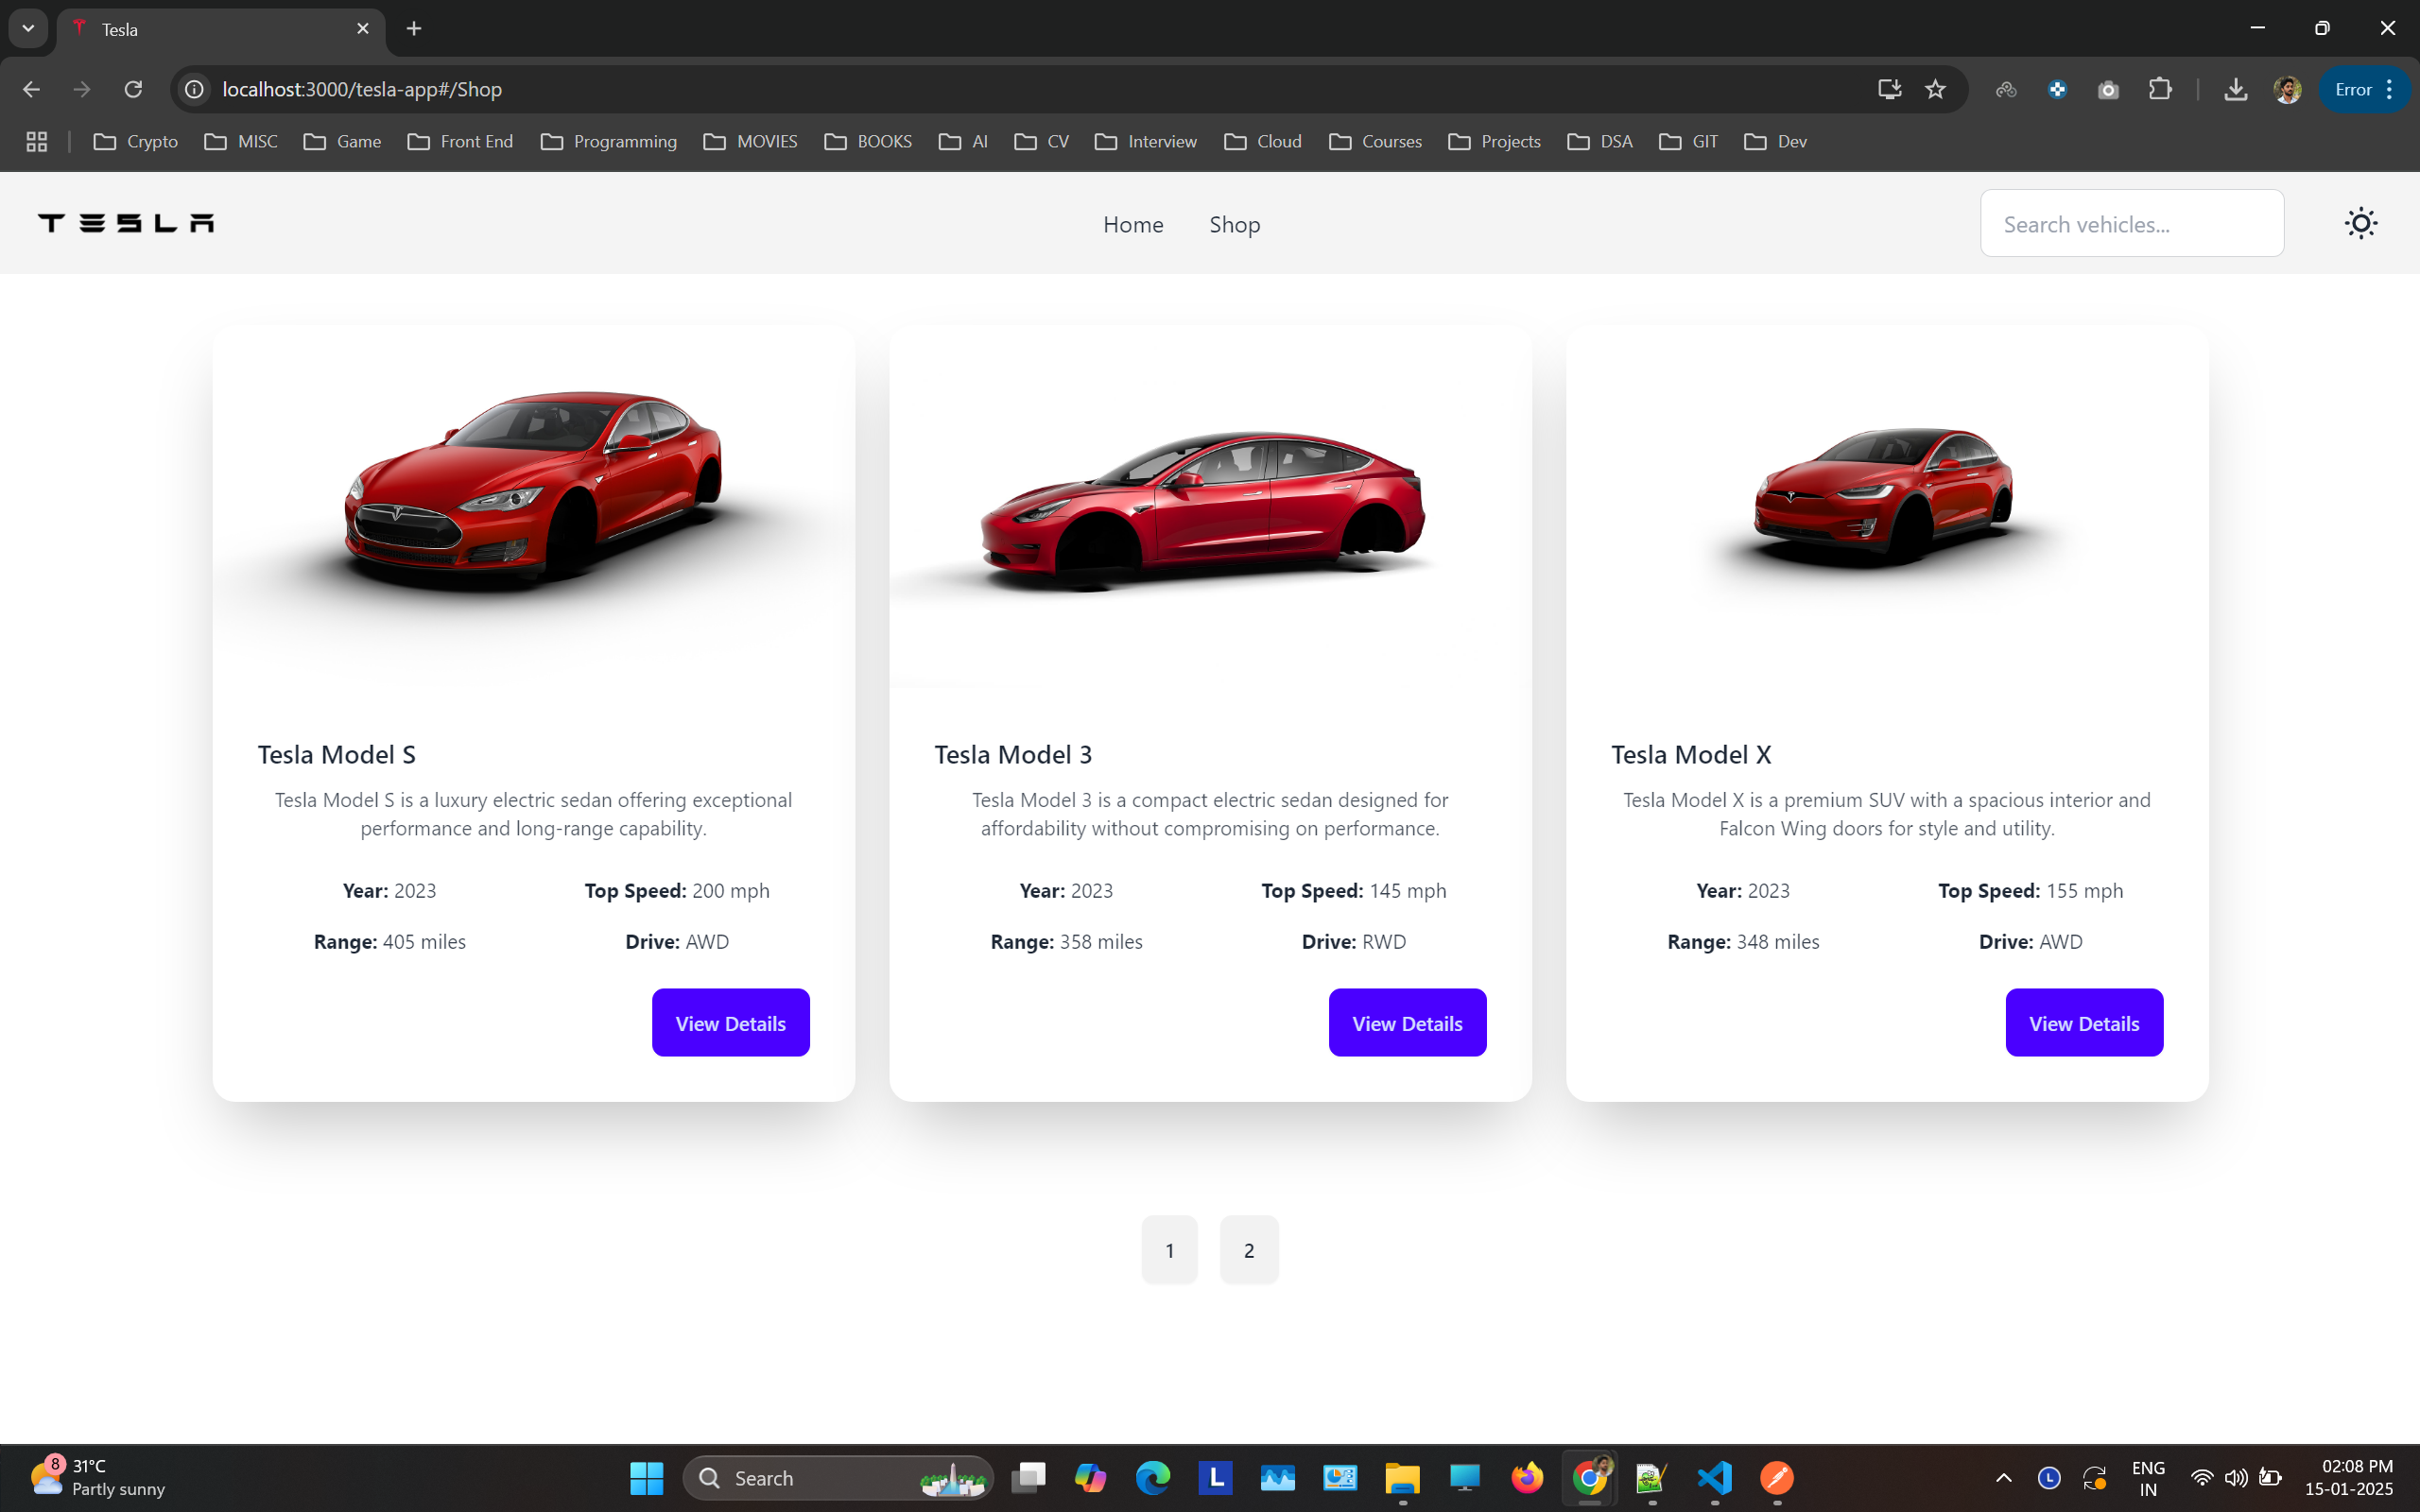 Tesla
localhost:3000/tesla-app#/Shop
Error
Crypto
MISC
Game
Front End
Programming
MOVIES
BOOKS
AI
CV
Interview
Cloud
Courses
Projects
DSA
GIT
Dev
TESLA
Home
Shop
Search vehicles...
Tesla Model S
Tesla Model S is a luxury electric sedan offering exceptional
performance and long-range capability.
Year: 2023
Top Speed: 200 mph
Range: 405 miles
Drive: AWD
View Details
Tesla Model 3
Tesla Model 3 is a compact electric sedan designed for
affordability without compromising on performance.
Year: 2023
Top Speed: 145 mph
Range: 358 miles
Drive: RWD
View Details
Tesla Model X
Tesla Model X is a premium SUV with a spacious interior and
Falcon Wing doors for style and utility.
Year: 2023
Top Speed: 155 mph
Range: 348 miles
Drive: AWD
View Details
1
2
8
31°C
Partly sunny
Search
L
L
ENG
IN
02:08 PM
15-01-2025